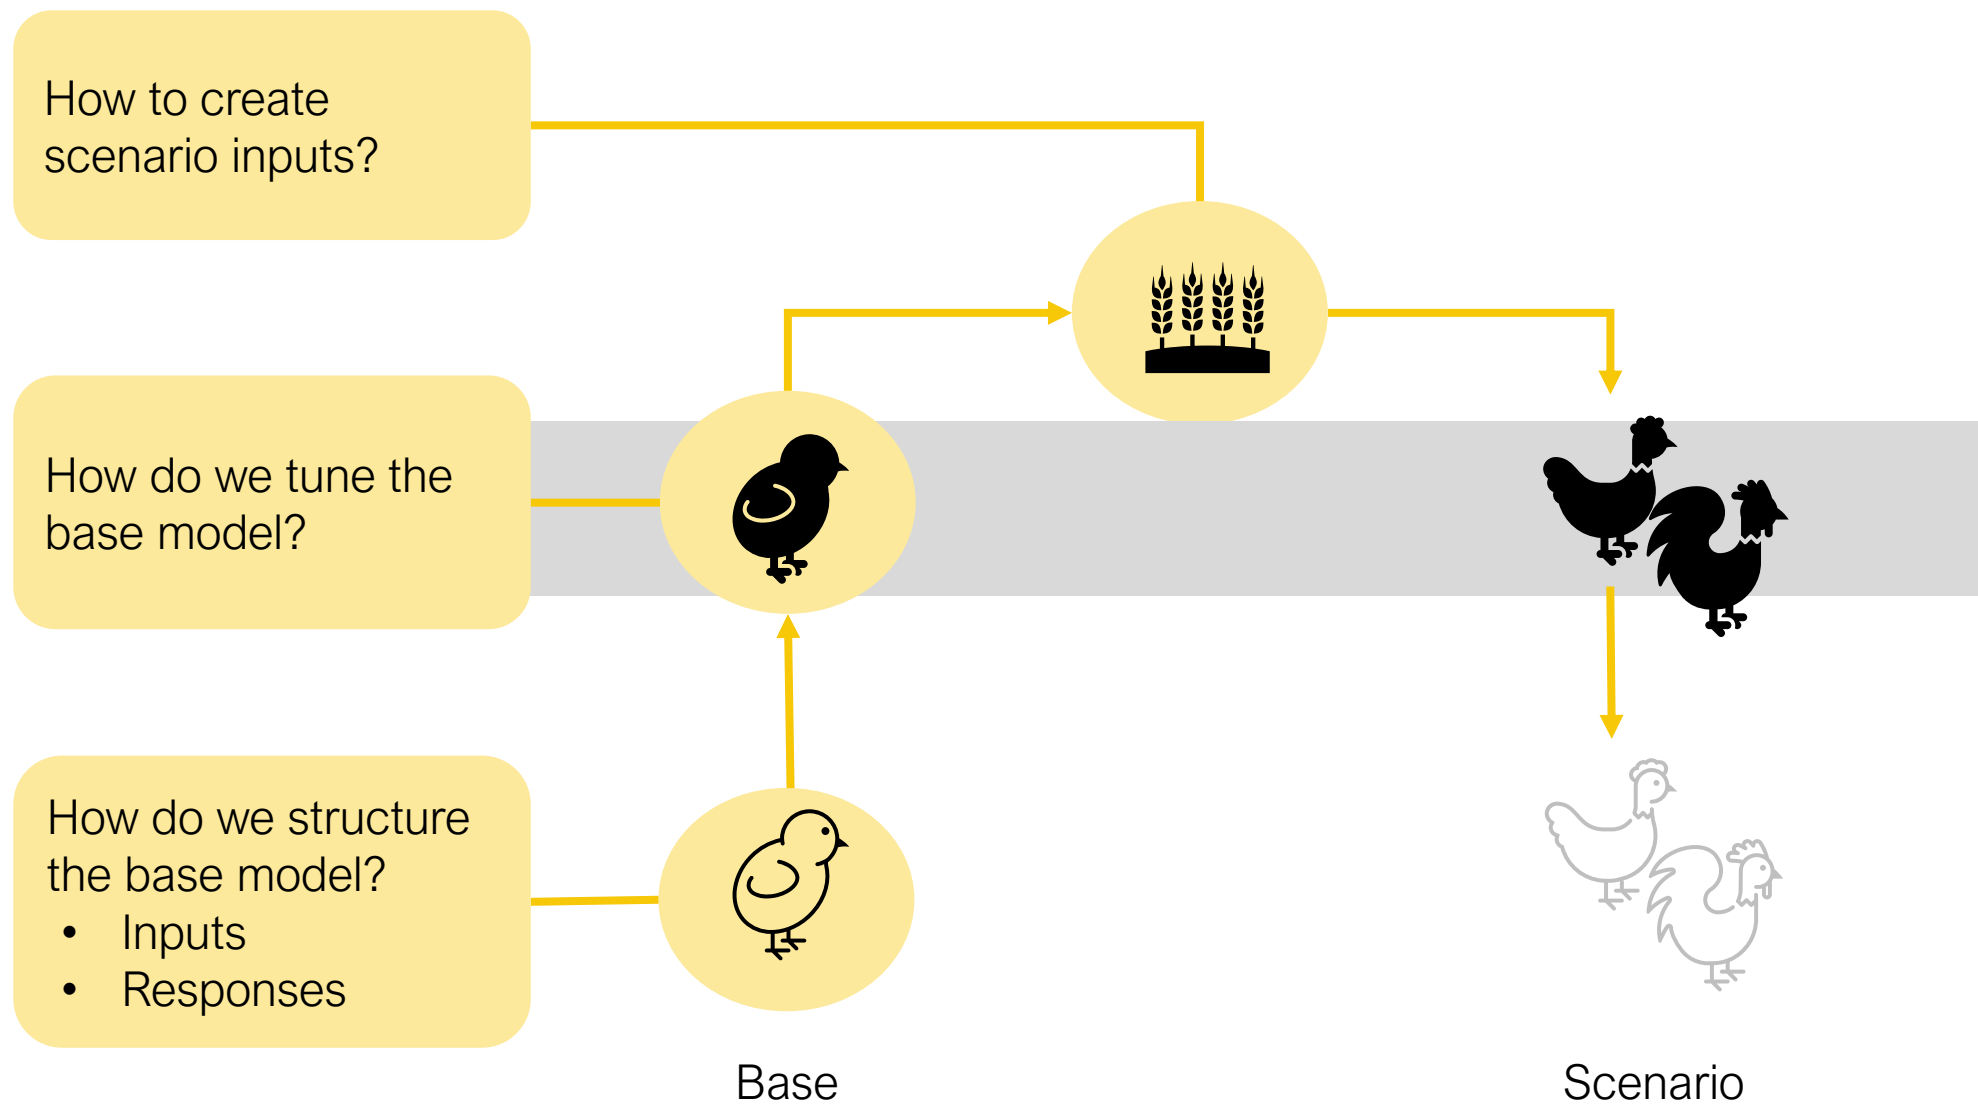 How to create
scenario inputs?
How do we tune the
base model?
How do we structure
the base model?
• Inputs
• Responses
Base
Scenario